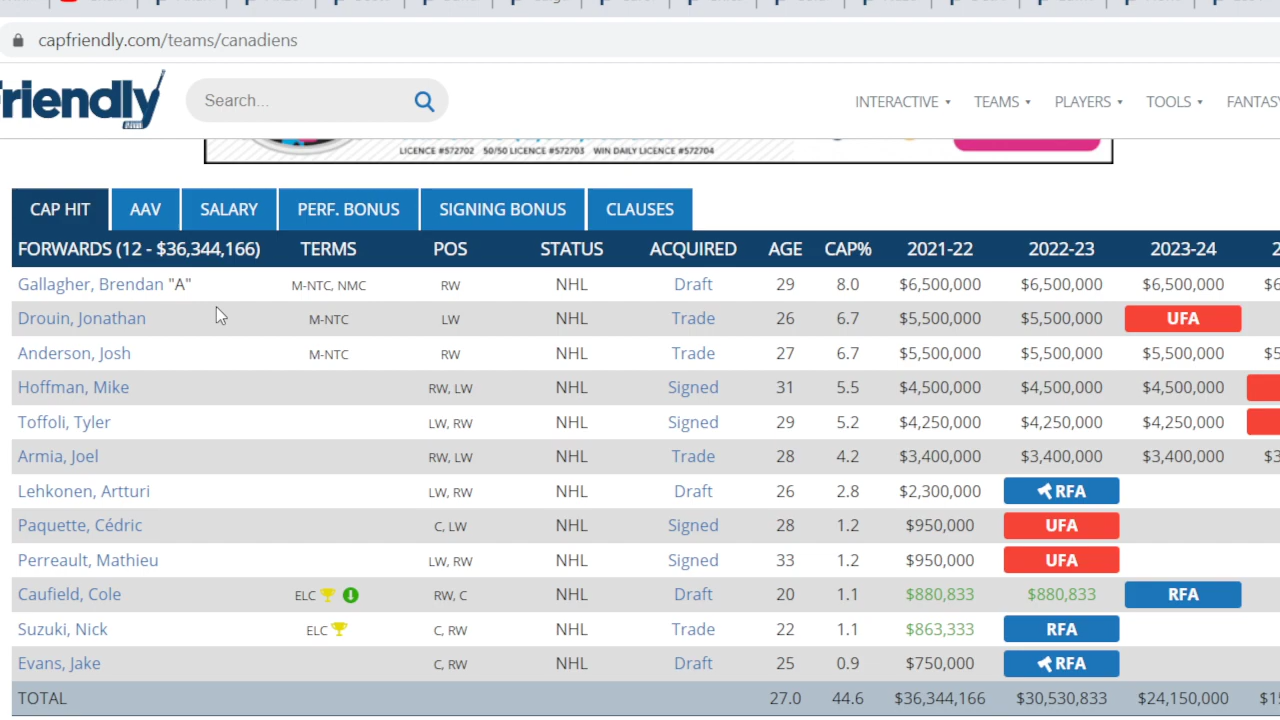 capfriendly.com/teams/canadiens
friendly
Search...
INTERACTIVE TEAMS PLAYERS TOOLS FANTASY
LICENCE #572702 50/50 LICENCE #572703 WIN DAILY LICENCE #572704
CAP HIT AAV SALARY PERF. BONUS SIGNING BONUS CLAUSES
FORWARDS (12 - $36,344,166) TERMS POS STATUS ACQUIRED AGE CAP% 2021-22 2022-23 2023-24 2
Gallagher, Brendan "A" M-NTC, NMC RW NHL Draft 29 8.0 $6,500,000 $6,500,000 $6,500,000 $6
Drouin, Jonathan M-NTC LW NHL Trade 26 6.7 $5,500,000 $5,500,000 UFA
Anderson, Josh M-NTC RW NHL Trade 27 6.7 $5,500,000 $5,500,000 $5,500,000 $5
Hoffman, Mike RW, LW NHL Signed 31 5.5 $4,500,000 $4,500,000 $4,500,000
Toffoli, Tyler LW, RW NHL Signed 29 5.2 $4,250,000 $4,250,000 $4,250,000
Armia, Joel RW, LW NHL Trade 28 4.2 $3,400,000 $3,400,000 $3,400,000 $3
Lehkonen, Artturi LW, RW NHL Draft 26 2.8 $2,300,000 RFA
Paquette, Cédric C, LW NHL Signed 28 1.2 $950,000 UFA
Perreault, Mathieu LW, RW NHL Signed 33 1.2 $950,000 UFA
Caufield, Cole ELC RW, C NHL Draft 20 1.1 $880,833 $880,833 RFA
Suzuki, Nick ELC C, RW NHL Trade 22 1.1 $863,333 RFA
Evans, Jake C, RW NHL Draft 25 0.9 $750,000 RFA
TOTAL 27.0 44.6 $36,344,166 $30,530,833 $24,150,000 $1